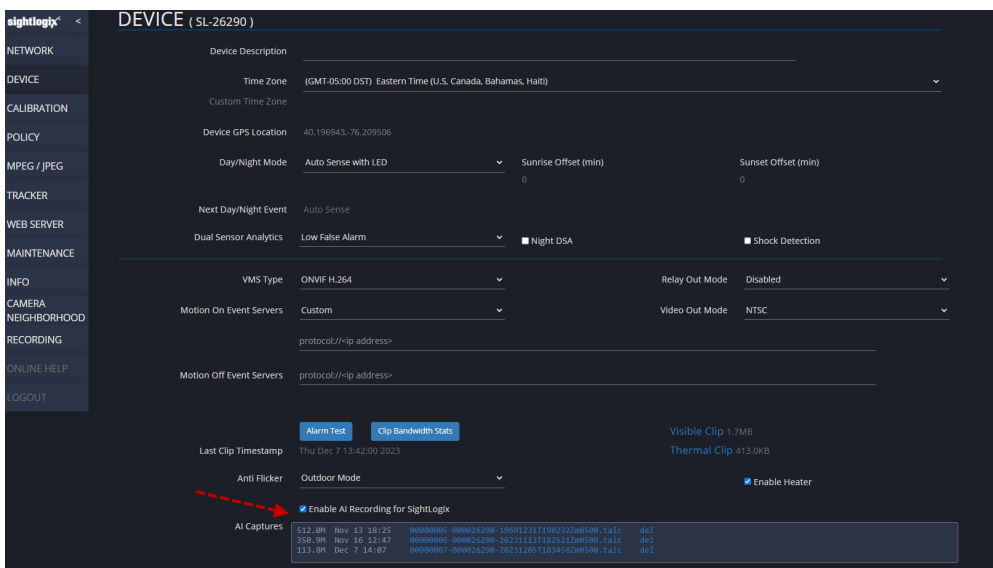 sightlogix <
DEVICE ( SL-26290 )
NETWORK
DEVICE
CALIBRATION
POLICY
MPEG / JPEG
TRACKER
WEB SERVER
MAINTENANCE
INFO
CAMERA
NEIGHBORHOOD
RECORDING
ONLINE HELP
LOGOUT
Device Description
Time Zone (GMT-05:00 DST) Eastern Time (U.S, Canada, Bahamas, Haiti)
Custom Time Zone
Device GPS Location 40.196943,-76.209506
Day/Night Mode Auto Sense with LED Sunrise Offset (min) Sunset Offset (min)
0 0
Next Day/Night Event Auto Sense
Dual Sensor Analytics Low False Alarm Night DSA Shock Detection
VMS Type ONVIF H.264 Relay Out Mode Disabled
Motion On Event Servers Custom Video Out Mode NTSC
protocol://<ip address>
Motion Off Event Servers protocol://<ip address>
Alarm Test Clip Bandwidth Stats Visible Clip 1.7MB
Last Clip Timestamp Thu Dec 7 13:42:00 2023 Thermal Clip 413.0KB
Anti Flicker Outdoor Mode Enable Heater
Enable AI Recording for SightLogix
AI Captures
512.0M Nov 13 18:25 00000005-000026290-19691231T190232Zm0500.taic del
350.9M Nov 16 12:47 00000006-000026290-20231113T182521Zm0500.taic del
113.8M Dec 7 14:07 00000007-000026290-20231205T183456Zm0500.taic del